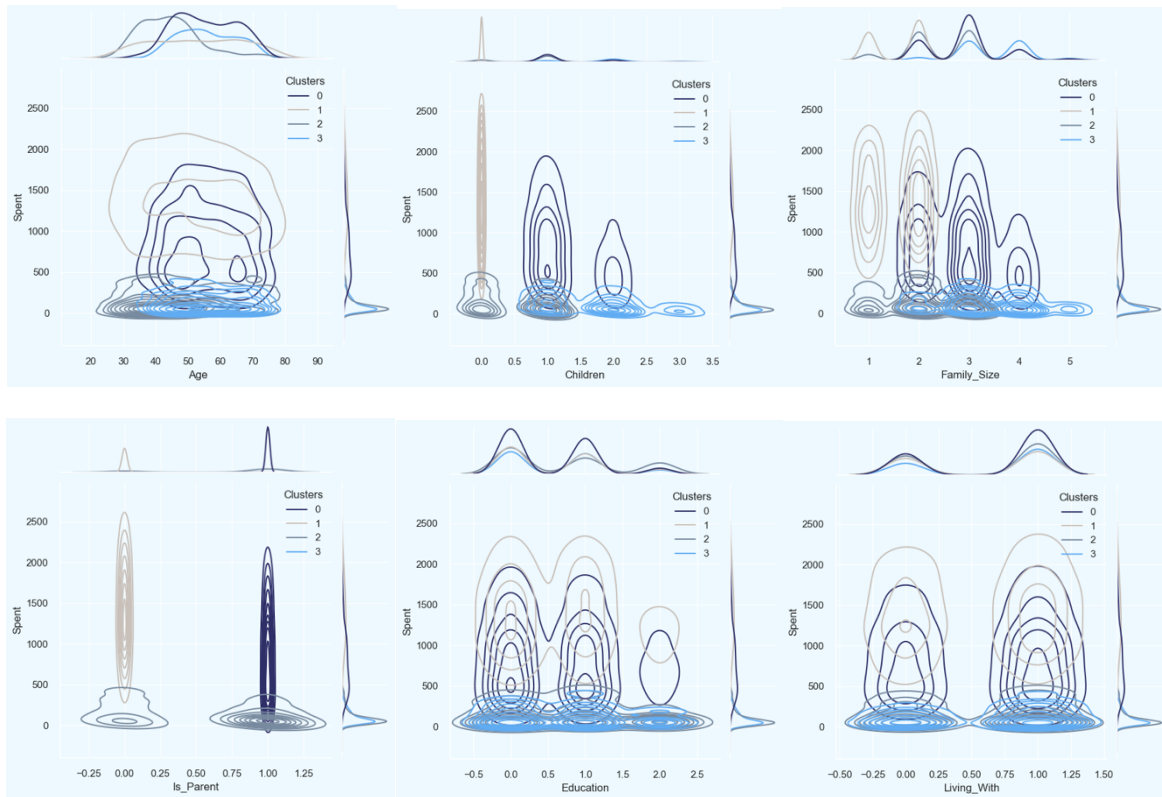 Clusters
0
1
2
3
2500
2000
1500
1000
500
0
Spent
20 30 40 50 60 70 80 90
Age
Clusters
0
1
2
3
2500
2000
1500
1000
500
0
Spent
0.0 0.5 1.0 1.5 2.0 2.5 3.0 3.5
Children
Clusters
0
1
2
3
2500
2000
1500
1000
500
0
Spent
1 2 3 4 5
Family_Size
Clusters
0
1
2
3
2500
2000
1500
1000
500
0
Spent
−0.25 0.00 0.25 0.75 1.00 1.25
Is_Parent
Clusters
0
1
2
3
2500
2000
1500
1000
500
0
Spent
−0.5 0.0 0.5 1.0 1.5 2.0 2.5
Education
Clusters
0
1
2
3
2500
2000
1500
1000
500
0
Spent
−0.50 −0.25 0.00 0.25 0.50 0.75 1.00 1.25 1.50
Living_With